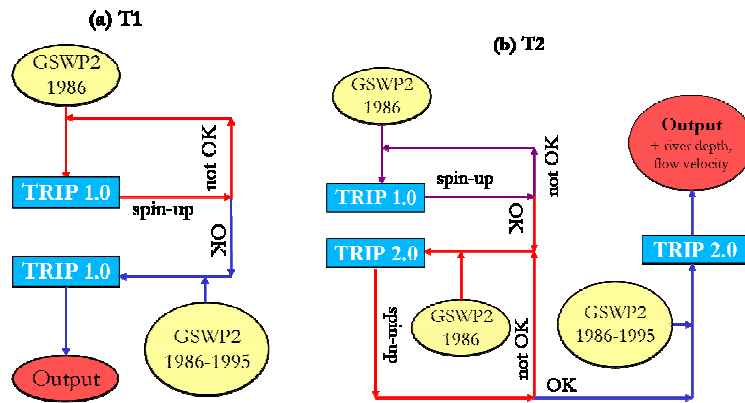 (a) T1
GSWP2
1986
not OK
TRIP 1.0
spin-up
OK
TRIP 1.0
GSWP2
1986-1995
Output
(b) T2
GSWP2
1986
not OK
spin-up
TRIP 1.0
OK
TRIP 2.0
spin-up
GSWP2
1986
not OK
OK
GSWP2
1986-1995
TRIP 2.0
Output
+ river depth,
flow velocity